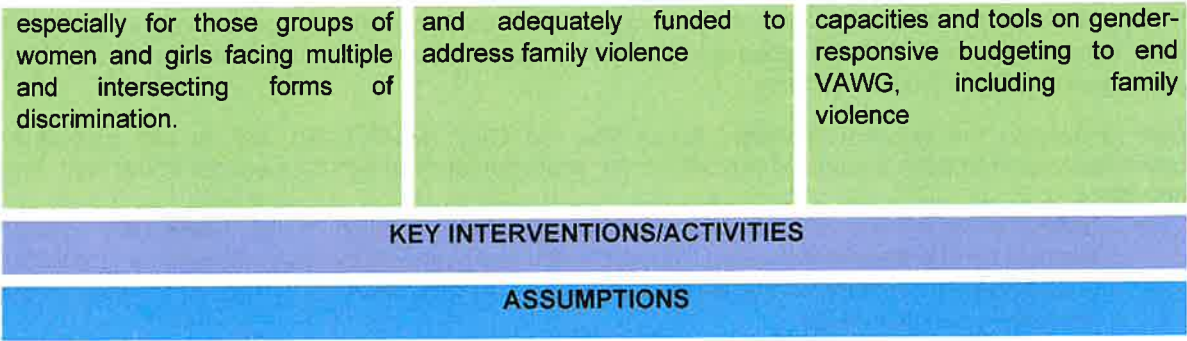 especially for those groups of
women and girls facing multiple
and intersecting forms of
discrimination.
and adequately funded to
address family violence
capacities and tools on gender-
responsive budgeting to end
VAWG, including family
violence
KEY INTERVENTIONS/ACTIVITIES
ASSUMPTIONS